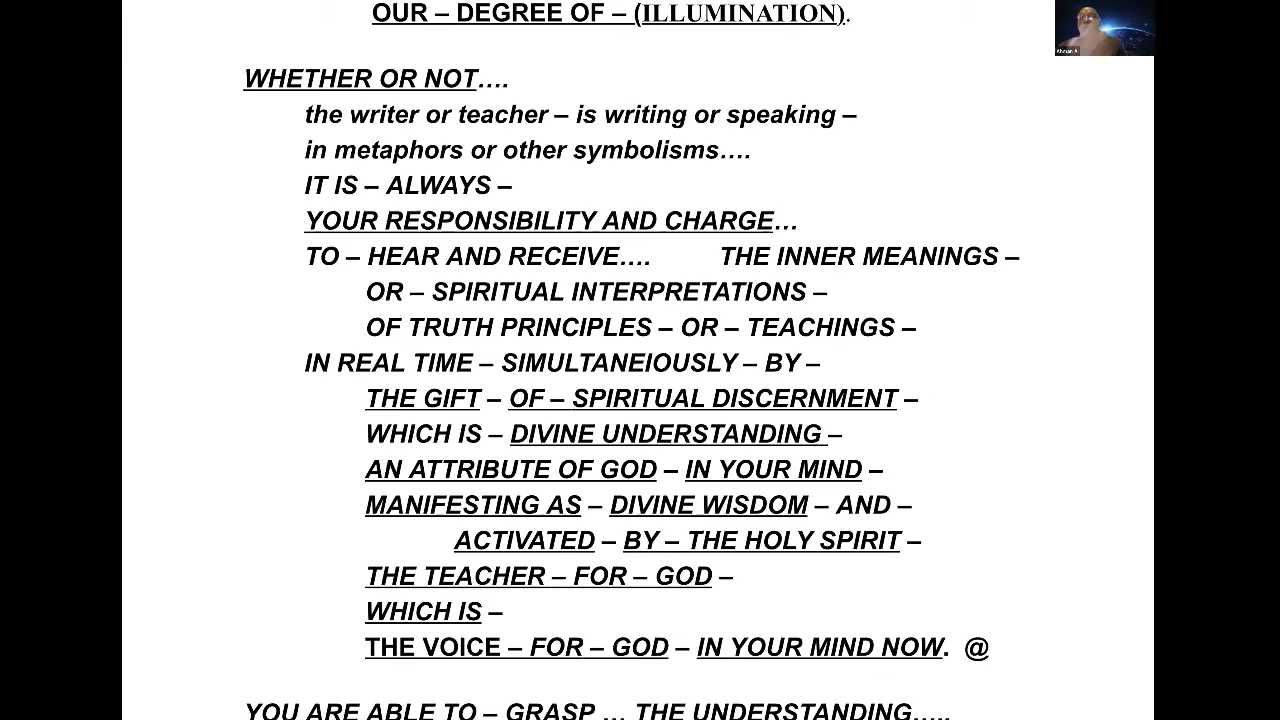 OUR – DEGREE OF – (ILLUMINATION).
WHETHER OR NOT….
the writer or teacher – is writing or speaking –
in metaphors or other symbolisms….
IT IS – ALWAYS –
YOUR RESPONSIBILITY AND CHARGE…
TO – HEAR AND RECEIVE…. THE INNER MEANINGS –
OR – SPIRITUAL INTERPRETATIONS –
OF TRUTH PRINCIPLES – OR – TEACHINGS –
IN REAL TIME – SIMULTANEIOUSLY – BY –
THE GIFT – OF – SPIRITUAL DISCERNMENT –
WHICH IS – DIVINE UNDERSTANDING –
AN ATTRIBUTE OF GOD – IN YOUR MIND –
MANIFESTING AS – DIVINE WISDOM – AND –
ACTIVATED – BY – THE HOLY SPIRIT –
THE TEACHER – FOR – GOD –
WHICH IS –
THE VOICE – FOR – GOD – IN YOUR MIND NOW. @
YOU ARE ABLE TO – GRASP … THE UNDERSTANDING…..